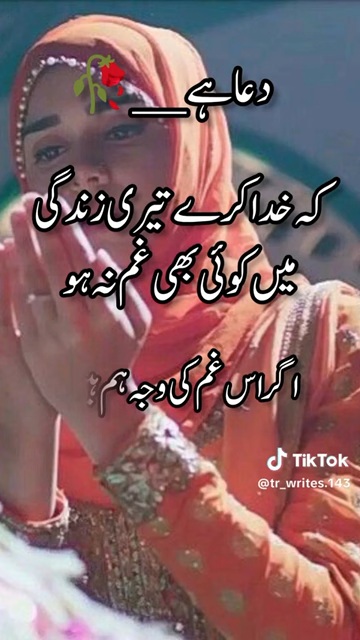 دعا ہے __🥀
کہ خدا کرے تیری زندگی
میں کوئی بھی غم نہ ہو
اگر اس غم کی وجہ ہم
TikTok
@tr_writes.143